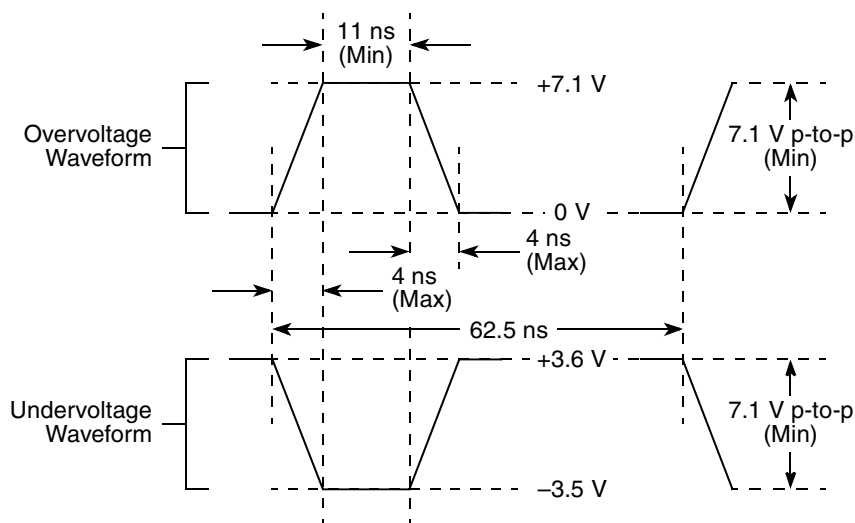 11 ns
(Min)
+7.1 V
Overvoltage
Waveform
7.1 V p-to-p
(Min)
0 V
4 ns
(Max)
4 ns
(Max)
62.5 ns
+3.6 V
Undervoltage
Waveform
7.1 V p-to-p
(Min)
–3.5 V